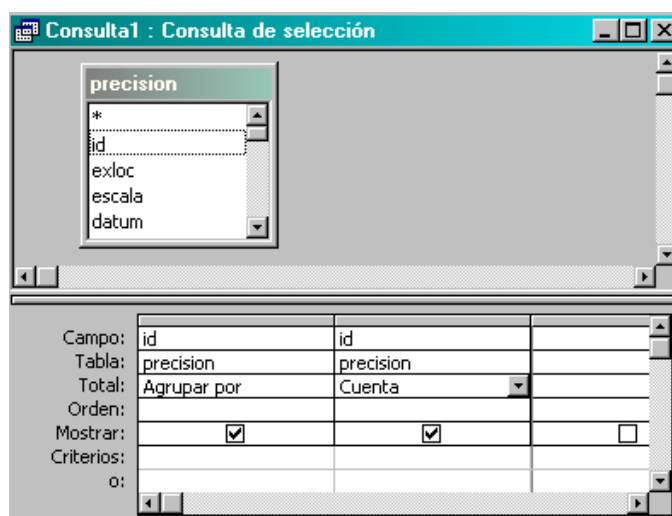 Consulta1 : Consulta de selección
precision
*
id
exloc
escala
datum
Campo: id id
Tabla: precision precision
Total: Agrupar por Cuenta
Orden:
Mostrar:
Criterios:
o: